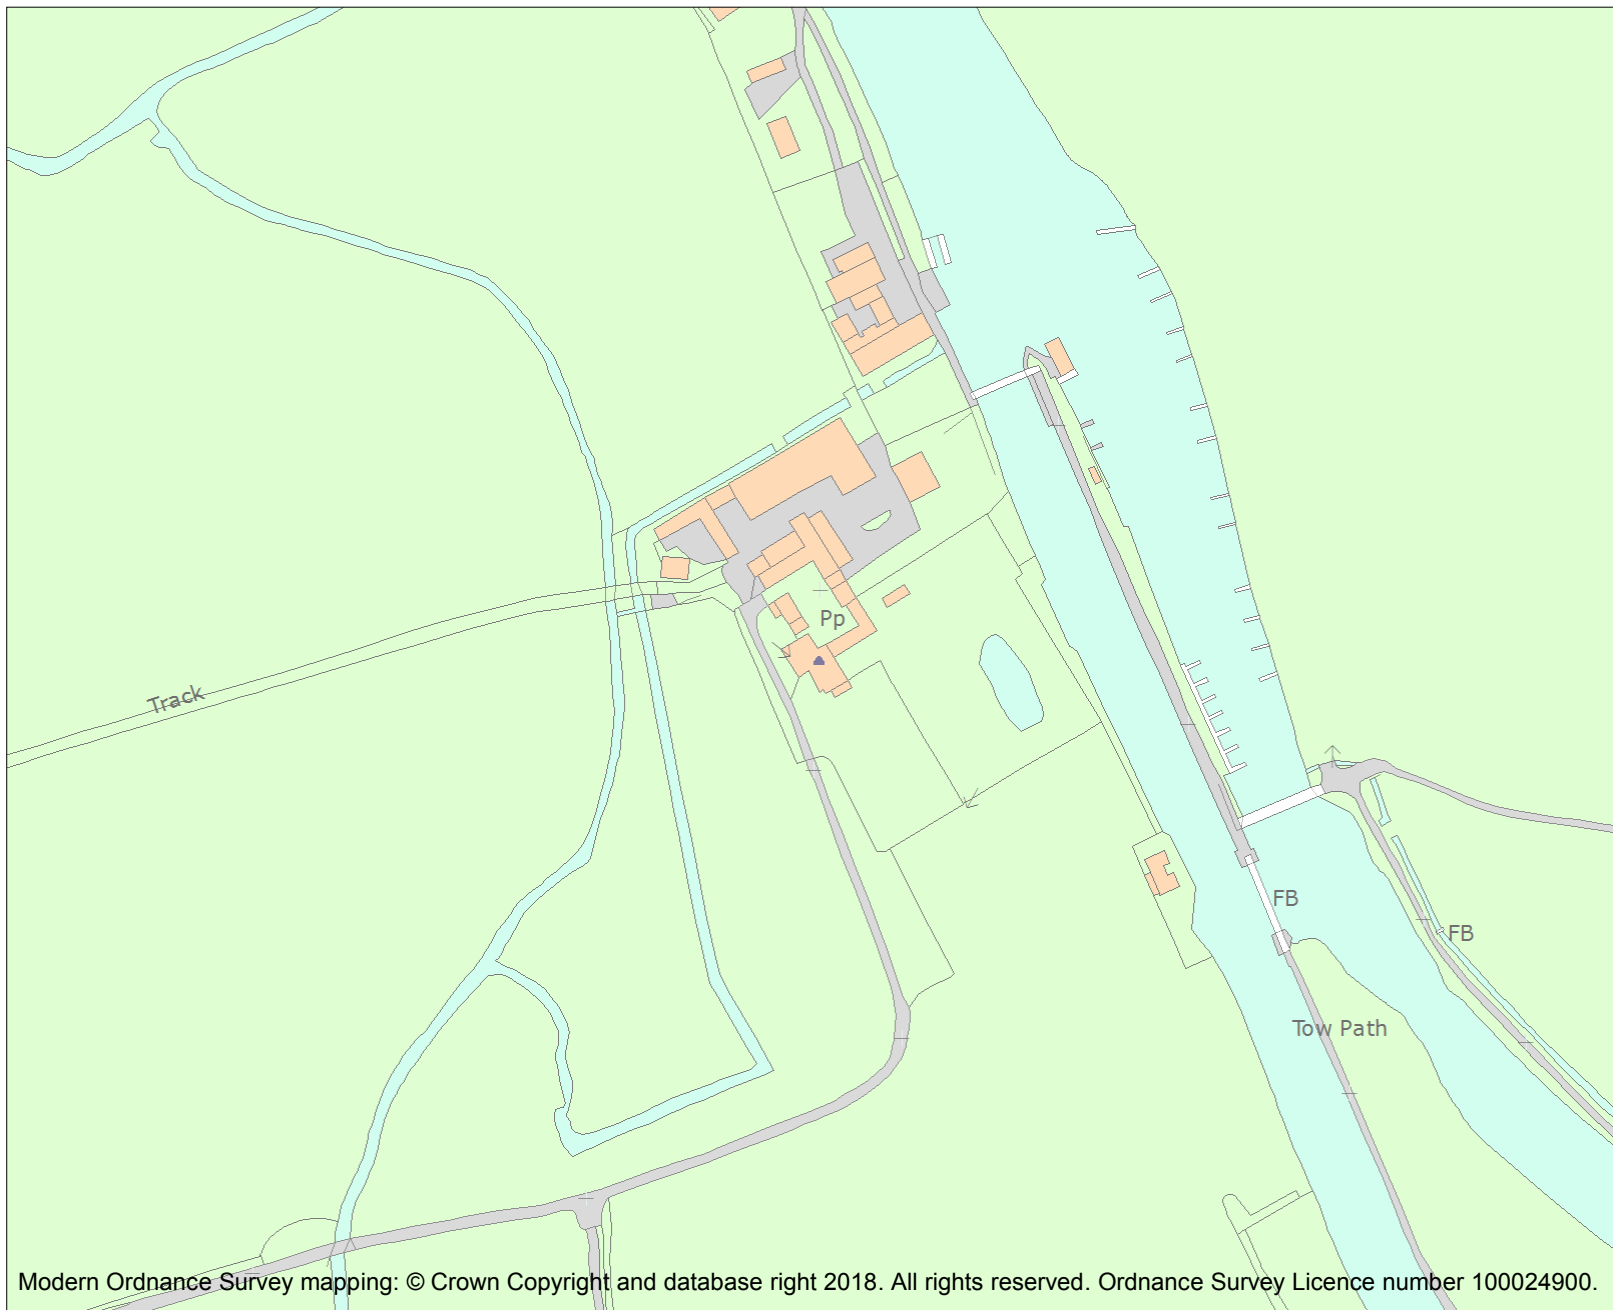 Pp
Track
FB
FB
Tow Path
Modern Ordnance Survey mapping: © Crown Copyright and database right 2018. All rights reserved. Ordnance Survey Licence number 100024900.